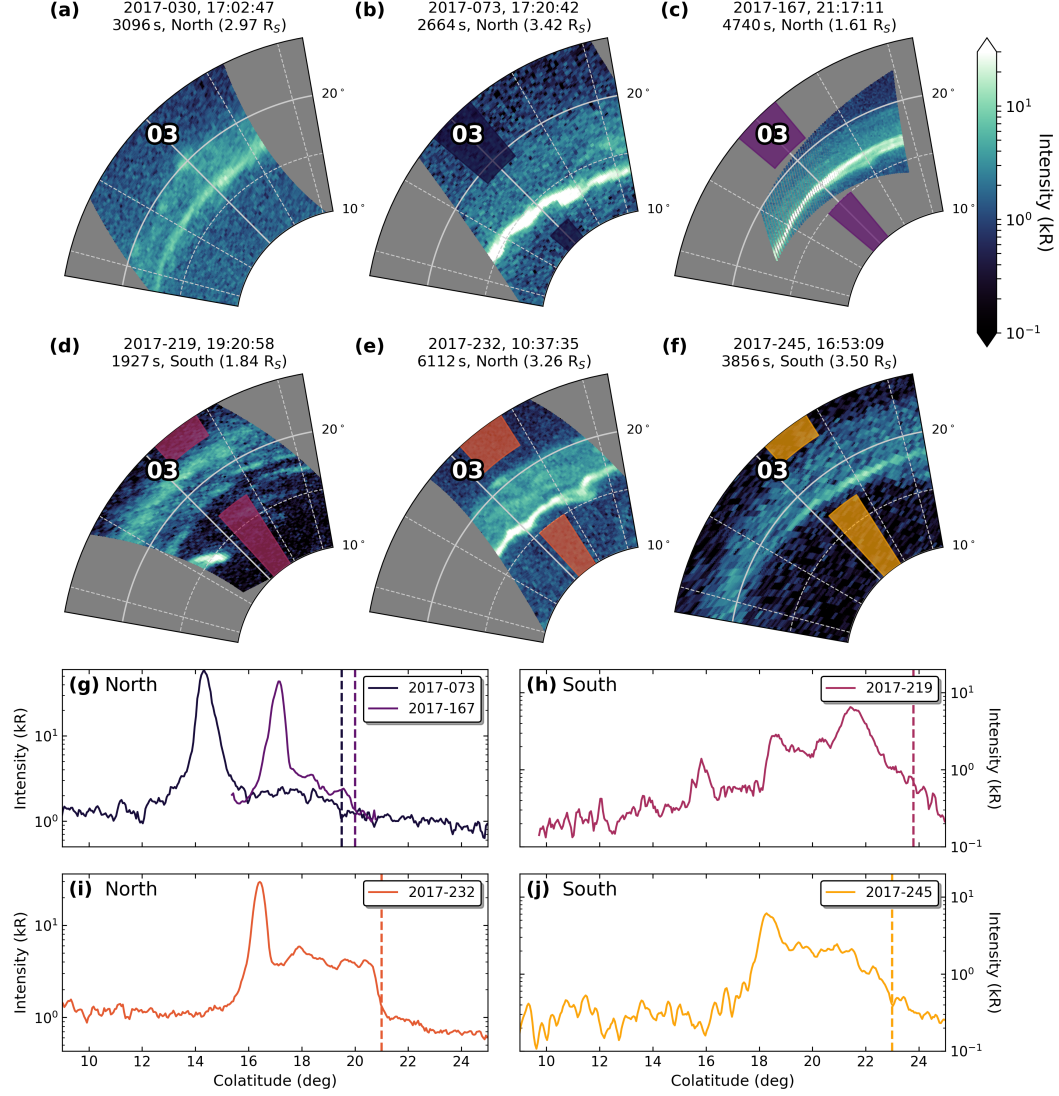 (a) 2017-030, 17:02:47
3096 s, North (2.97 R_S)
03
20°
10°
(b) 2017-073, 17:20:42
2664 s, North (3.42 R_S)
03
20°
10°
(c) 2017-167, 21:17:11
4740 s, North (1.61 R_S)
03
20°
10°
10¹
10⁰
10⁻¹
Intensity (kR)
(d) 2017-219, 19:20:58
1927 s, South (1.84 R_S)
03
20°
10°
(e) 2017-232, 10:37:35
6112 s, North (3.26 R_S)
03
20°
10°
(f) 2017-245, 16:53:09
3856 s, South (3.50 R_S)
03
20°
10°
(g) North
2017-073
2017-167
Intensity (kR)
10¹
10⁰
(h) South
2017-219
10¹
10⁰
10⁻¹
Intensity (kR)
(i) North
2017-232
Intensity (kR)
10¹
10⁰
10 12 14 16 18 20 22 24
Colatitude (deg)
(j) South
2017-245
10¹
10⁰
10⁻¹
Intensity (kR)
10 12 14 16 18 20 22 24
Colatitude (deg)